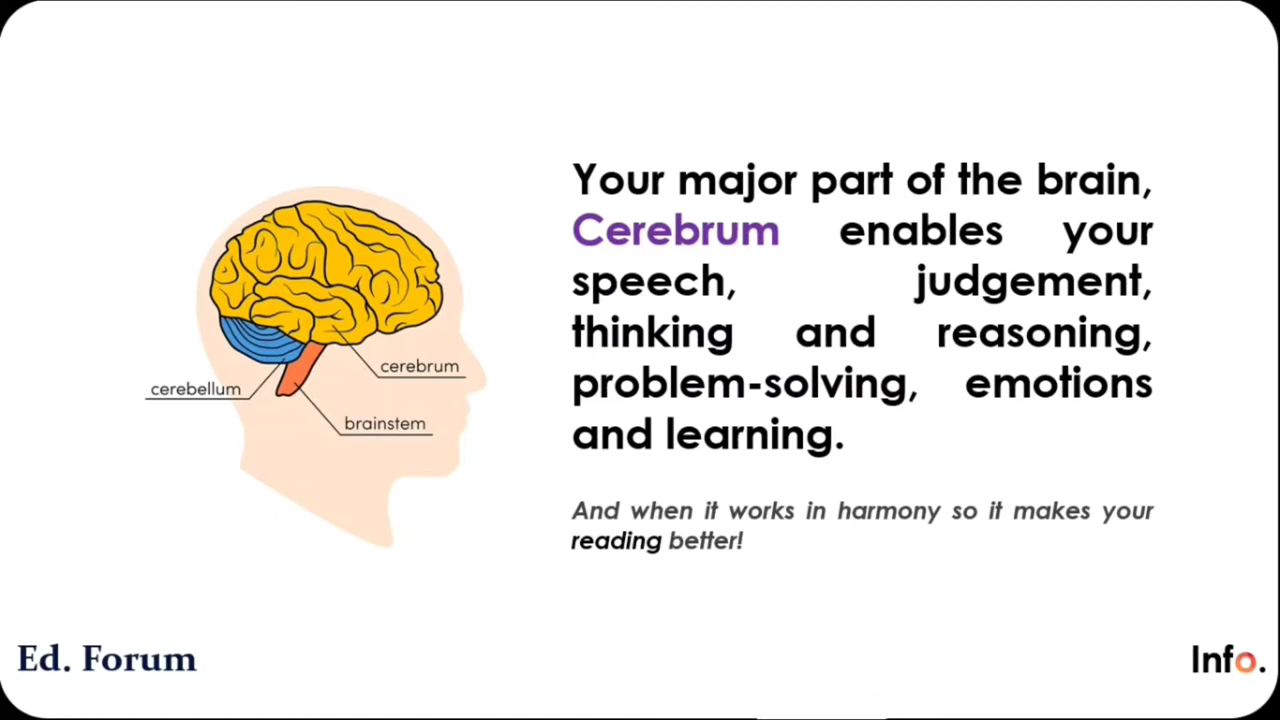 Your major part of the brain,
Cerebrum enables your
speech, judgement,
thinking and reasoning,
problem-solving, emotions
and learning.
cerebrum
cerebellum
brainstem
And when it works in harmony so it makes your
reading better!
Ed. Forum
Info.